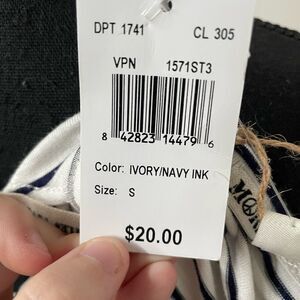 DPT 1741 CL 305
VPN 1571ST3
8 42823 14479 6
Color: IVORY/NAVY INK
Size: S
$20.00